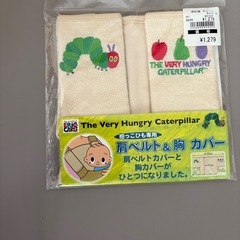 ¥1,279
THE VERY HUNGRY
CATERPILLAR
The Very Hungry Caterpillar
抱っこひも専用
肩ベルト&胸 カバー
肩ベルトカバーと
胸カバーが
ひとつになりました。